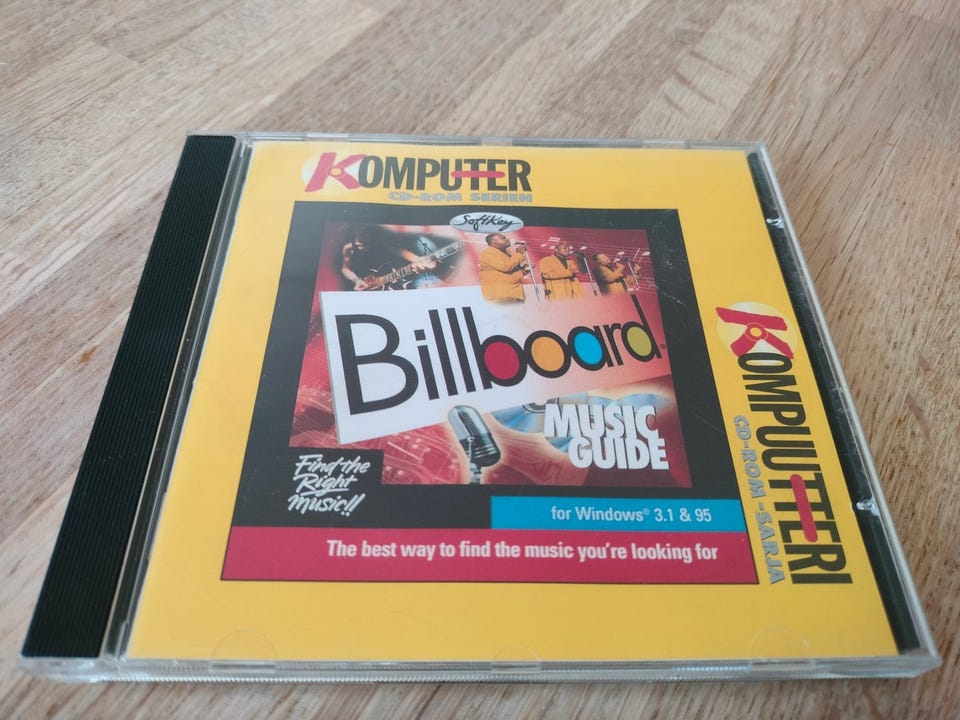 KOMPUTER
CD-ROM SERIEN
SoftKey
Billboard
MUSIC
GUIDE
Find the
Right
Music!!
for Windows® 3.1 & 95
The best way to find the music you're looking for
KOMPUTTERI
CD-ROM-SARJA